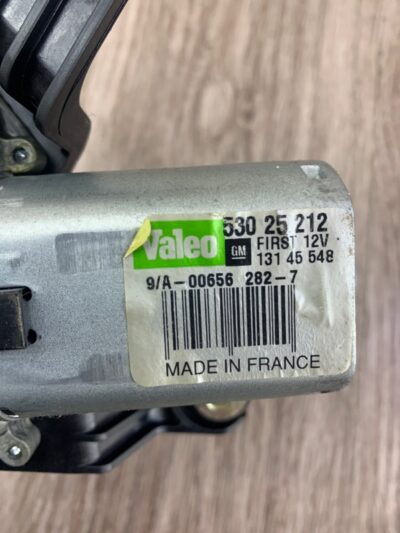 Valeo 530 25 212
GM FIRST 12V
131 45 548
9/A-00656 282-7
MADE IN FRANCE